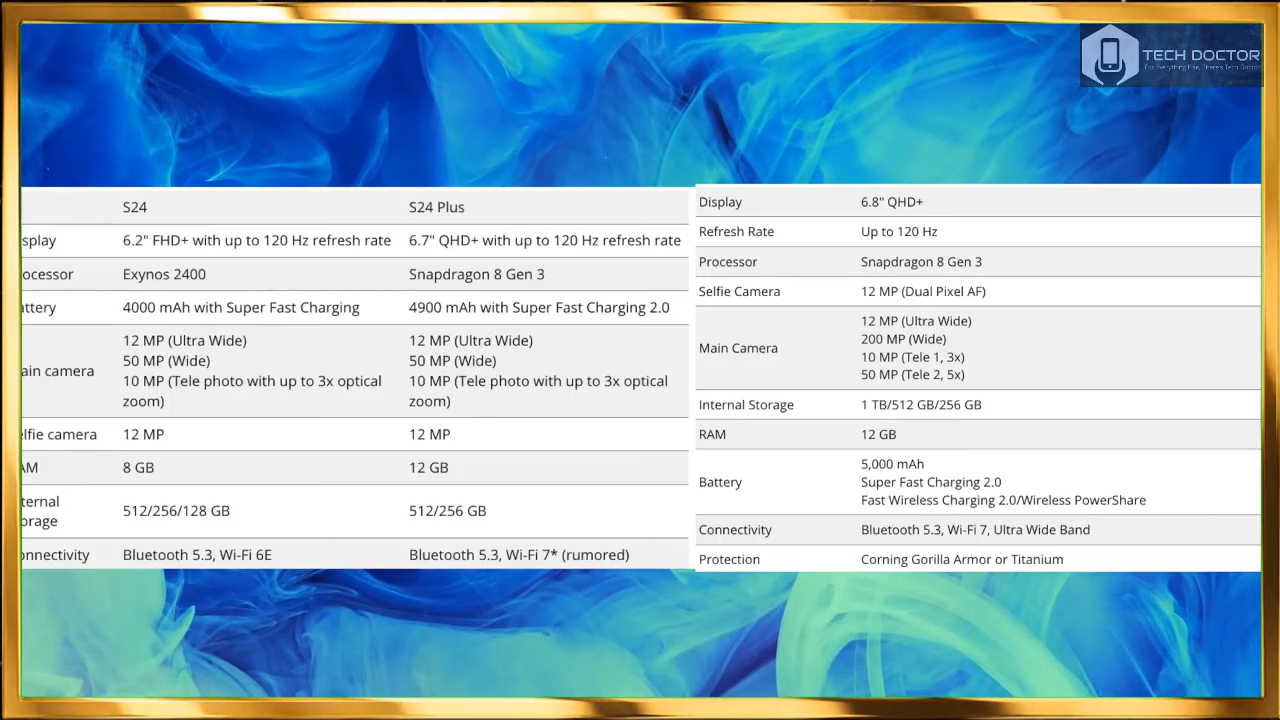 TECH DOCTOR
For Everything Else, There's Tech Doctor
S24 S24 Plus
splay 6.2" FHD+ with up to 120 Hz refresh rate 6.7" QHD+ with up to 120 Hz refresh rate
ocessor Exynos 2400 Snapdragon 8 Gen 3
attery 4000 mAh with Super Fast Charging 4900 mAh with Super Fast Charging 2.0
12 MP (Ultra Wide) 12 MP (Ultra Wide)
50 MP (Wide) 50 MP (Wide)
ain camera
10 MP (Tele photo with up to 3x optical 10 MP (Tele photo with up to 3x optical
zoom) zoom)
elfie camera 12 MP 12 MP
AM 8 GB 12 GB
ternal
orage
512/256/128 GB 512/256 GB
onnectivity Bluetooth 5.3, Wi-Fi 6E Bluetooth 5.3, Wi-Fi 7* (rumored)
Display 6.8" QHD+
Refresh Rate Up to 120 Hz
Processor Snapdragon 8 Gen 3
Selfie Camera 12 MP (Dual Pixel AF)
12 MP (Ultra Wide)
200 MP (Wide)
Main Camera
10 MP (Tele 1, 3x)
50 MP (Tele 2, 5x)
Internal Storage 1 TB/512 GB/256 GB
RAM 12 GB
5,000 mAh
Battery Super Fast Charging 2.0
Fast Wireless Charging 2.0/Wireless PowerShare
Connectivity Bluetooth 5.3, Wi-Fi 7, Ultra Wide Band
Protection Corning Gorilla Armor or Titanium